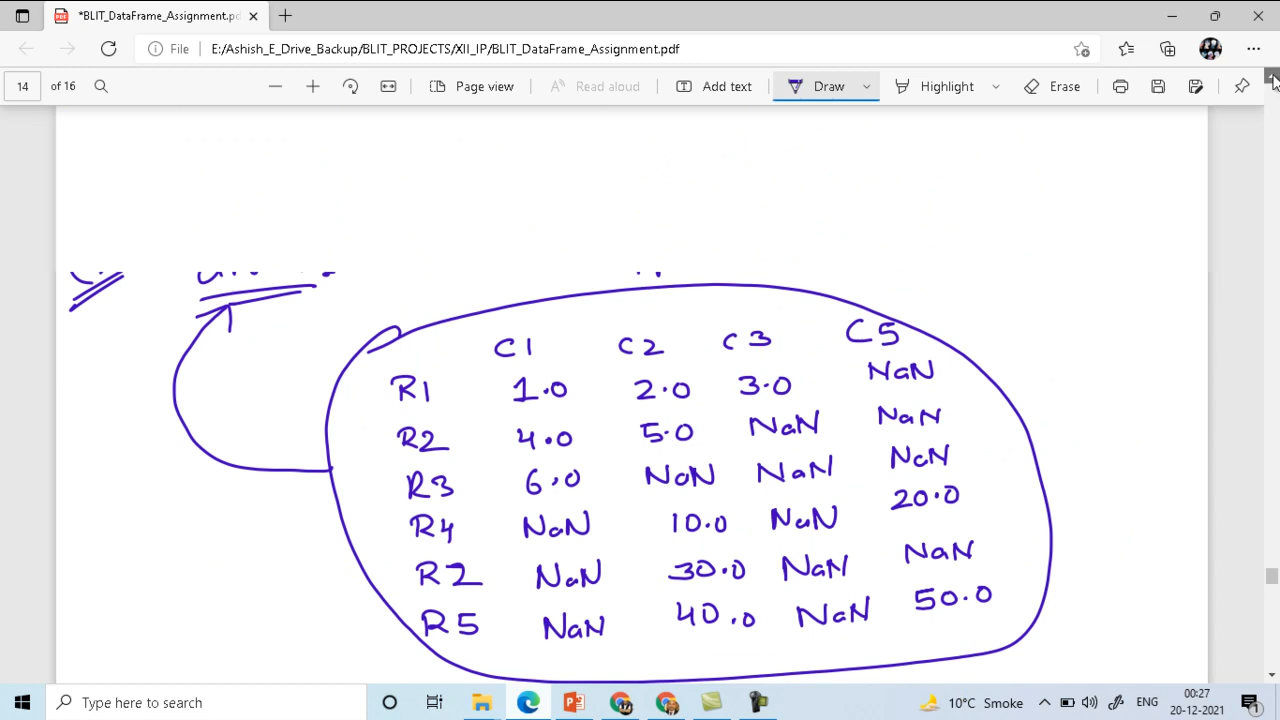 *BLIT_DataFrame_Assignment.pd
File E:/Ashish_E_Drive_Backup/BLIT_PROJECTS/XII_IP/BLIT_DataFrame_Assignment.pdf
14 of 16 Page view Read aloud Add text Draw Highlight Erase
C1 C2 C3 C5
R1 1.0 2.0 3.0 NaN
R2 4.0 5.0 NaN NaN
R3 6.0 NaN NaN NaN
R4 NaN 10.0 NaN 20.0
R2 NaN 30.0 NaN NaN
R5 NaN 40.0 NaN 50.0
Type here to search 10°C Smoke ENG 00:27
20-12-2021 1